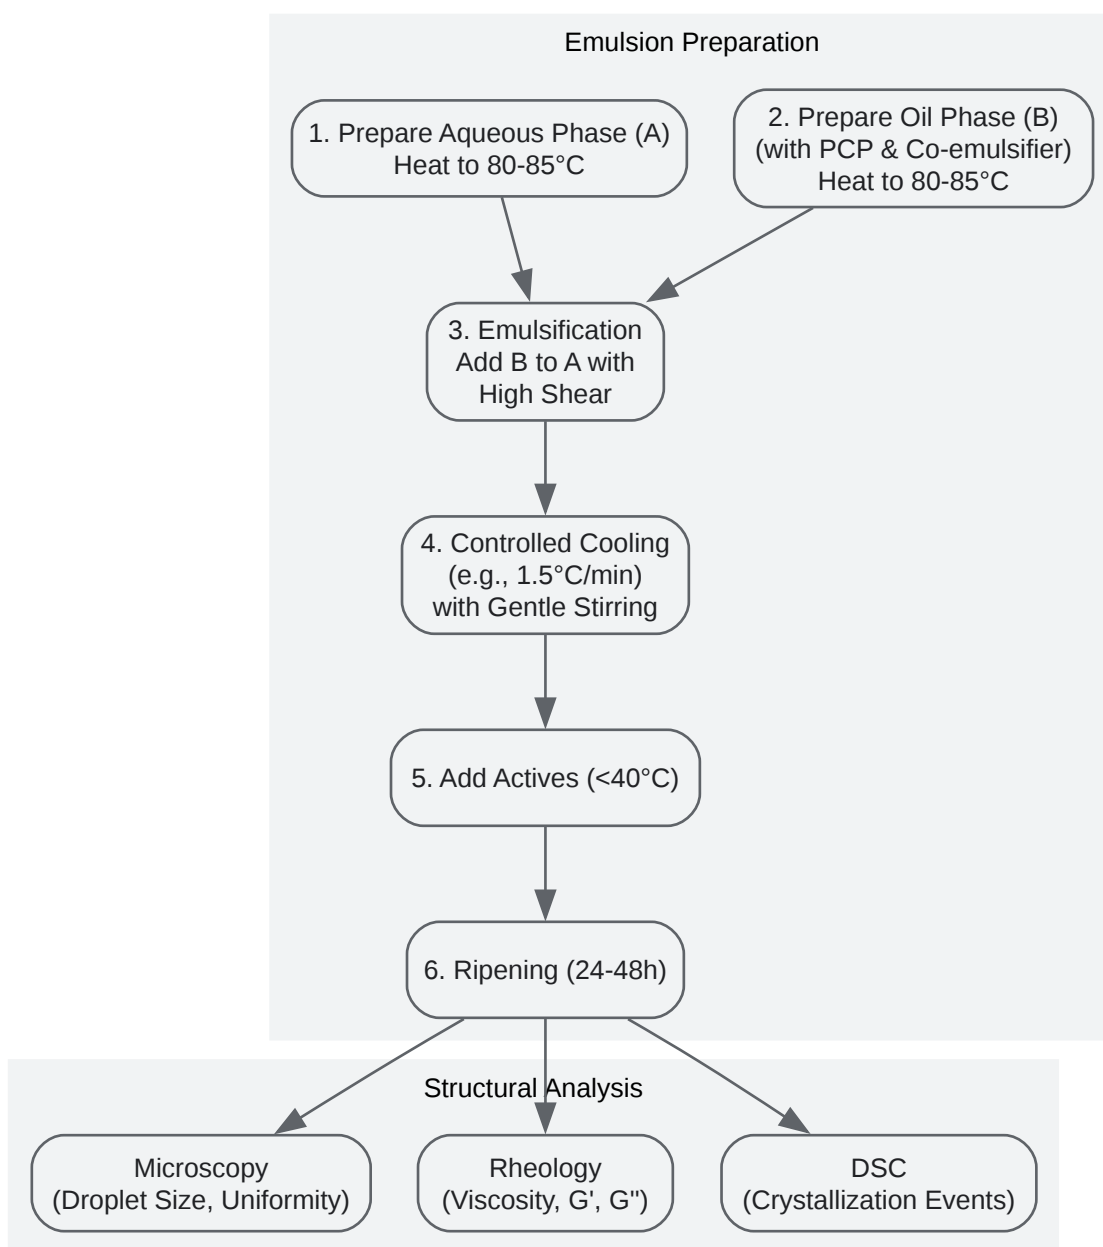 Emulsion Preparation
1. Prepare Aqueous Phase (A)
Heat to 80-85°C
2. Prepare Oil Phase (B)
(with PCP & Co-emulsifier)
Heat to 80-85°C
3. Emulsification
Add B to A with
High Shear
4. Controlled Cooling
(e.g., 1.5°C/min)
with Gentle Stirring
5. Add Actives (<40°C)
6. Ripening (24-48h)
Structural Analysis
Microscopy
(Droplet Size, Uniformity)
Rheology
(Viscosity, G', G")
DSC
(Crystallization Events)